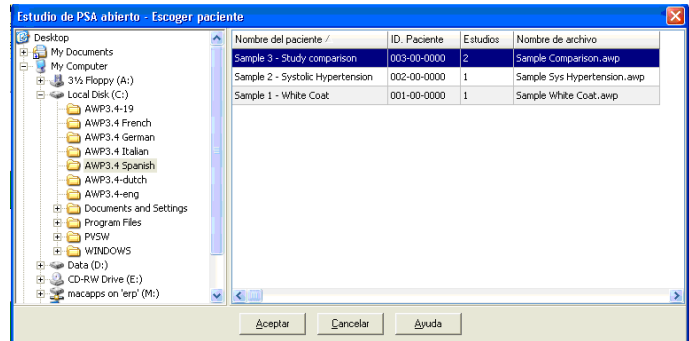 Estudio de PSA abierto - Escoger paciente
Desktop
My Documents
My Computer
3½ Floppy (A:)
Local Disk (C:)
AWP3.4-19
AWP3.4 French
AWP3.4 German
AWP3.4 Italian
AWP3.4 Spanish
AWP3.4-dutch
AWP3.4-eng
Documents and Settings
Program Files
PVSW
WINDOWS
Data (D:)
CD-RW Drive (E:)
macapps on 'erp' (M:)
Nombre del paciente / ID. Paciente Estudios Nombre de archivo
Sample 3 - Study comparison 003-00-0000 2 Sample Comparison.awp
Sample 2 - Systolic Hypertension 002-00-0000 1 Sample Sys Hypertension.awp
Sample 1 - White Coat 001-00-0000 1 Sample White Coat.awp
Aceptar Cancelar Ayuda